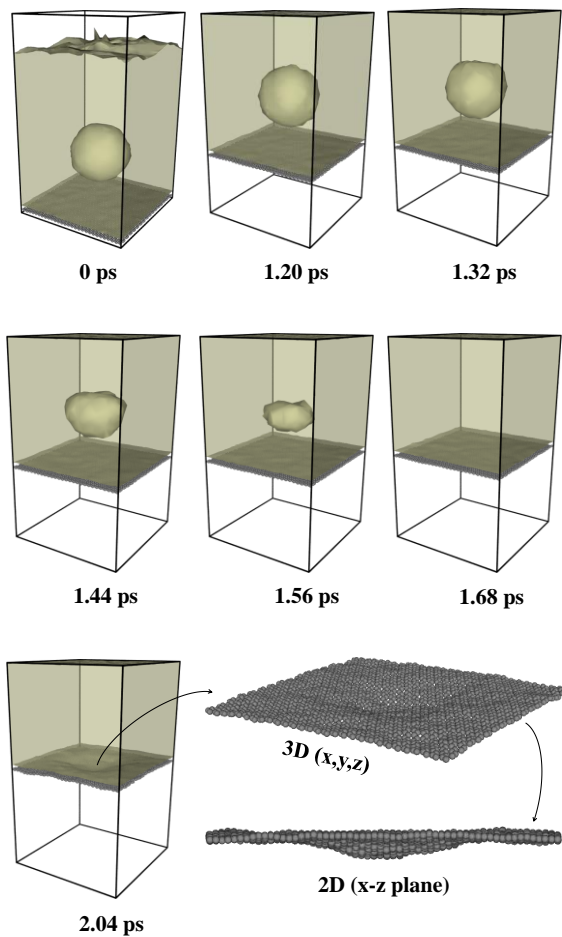 0 ps
1.20 ps
1.32 ps
1.44 ps
1.56 ps
1.68 ps
3D (x,y,z)
2D (x-z plane)
2.04 ps